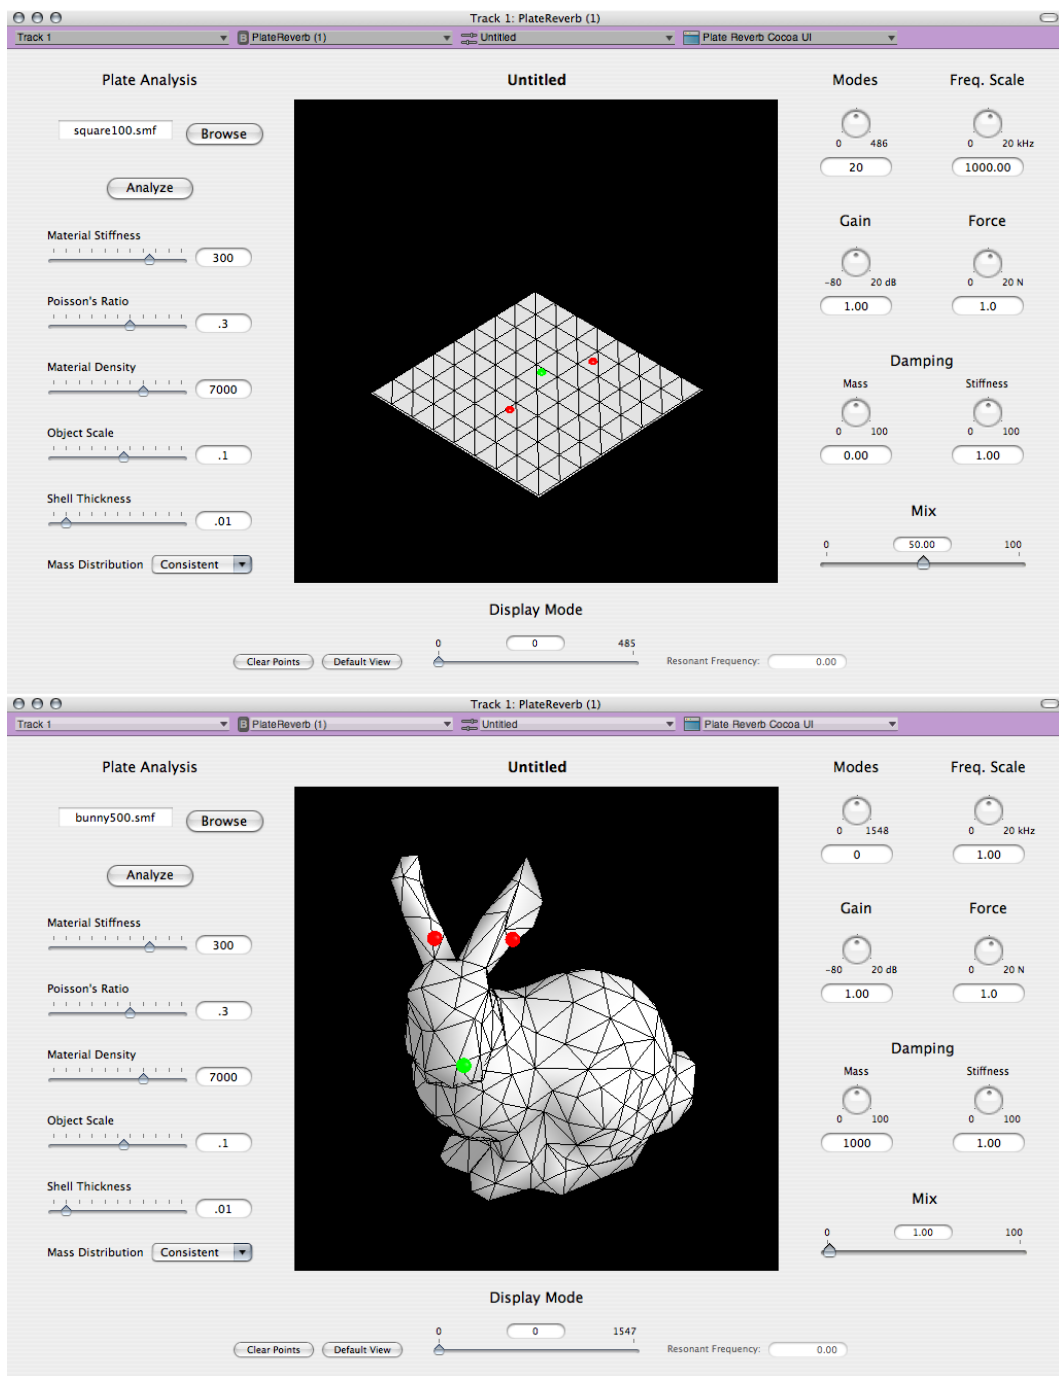 Track 1: PlateReverb (1)
Track 1 B PlateReverb (1) Untitled Plate Reverb Cocoa UI
Plate Analysis Untitled Modes Freq. Scale
square100.smf Browse
0 486 0 20 kHz
20 1000.00
Analyze
Gain Force
Material Stiffness
300
-80 20 dB 0 20 N
1.00 1.0
Poisson's Ratio
.3
Damping
Material Density
7000
Mass Stiffness
0 100 0 100
0.00 1.00
Object Scale
.1
Shell Thickness
.01
Mix
0 50.00 100
Mass Distribution Consistent
Display Mode
0 0 485
Clear Points Default View Resonant Frequency: 0.00
Track 1: PlateReverb (1)
Track 1 B PlateReverb (1) Untitled Plate Reverb Cocoa UI
Plate Analysis Untitled Modes Freq. Scale
bunny500.smf Browse
0 1548 0 20 kHz
0 1.00
Analyze
Gain Force
Material Stiffness
300
-80 20 dB 0 20 N
1.00 1.0
Poisson's Ratio
.3
Damping
Material Density
7000
Mass Stiffness
0 100 0 100
1000 1.00
Object Scale
.1
Shell Thickness
.01
Mix
0 1.00 100
Mass Distribution Consistent
Display Mode
0 0 1547
Clear Points Default View Resonant Frequency: 0.00